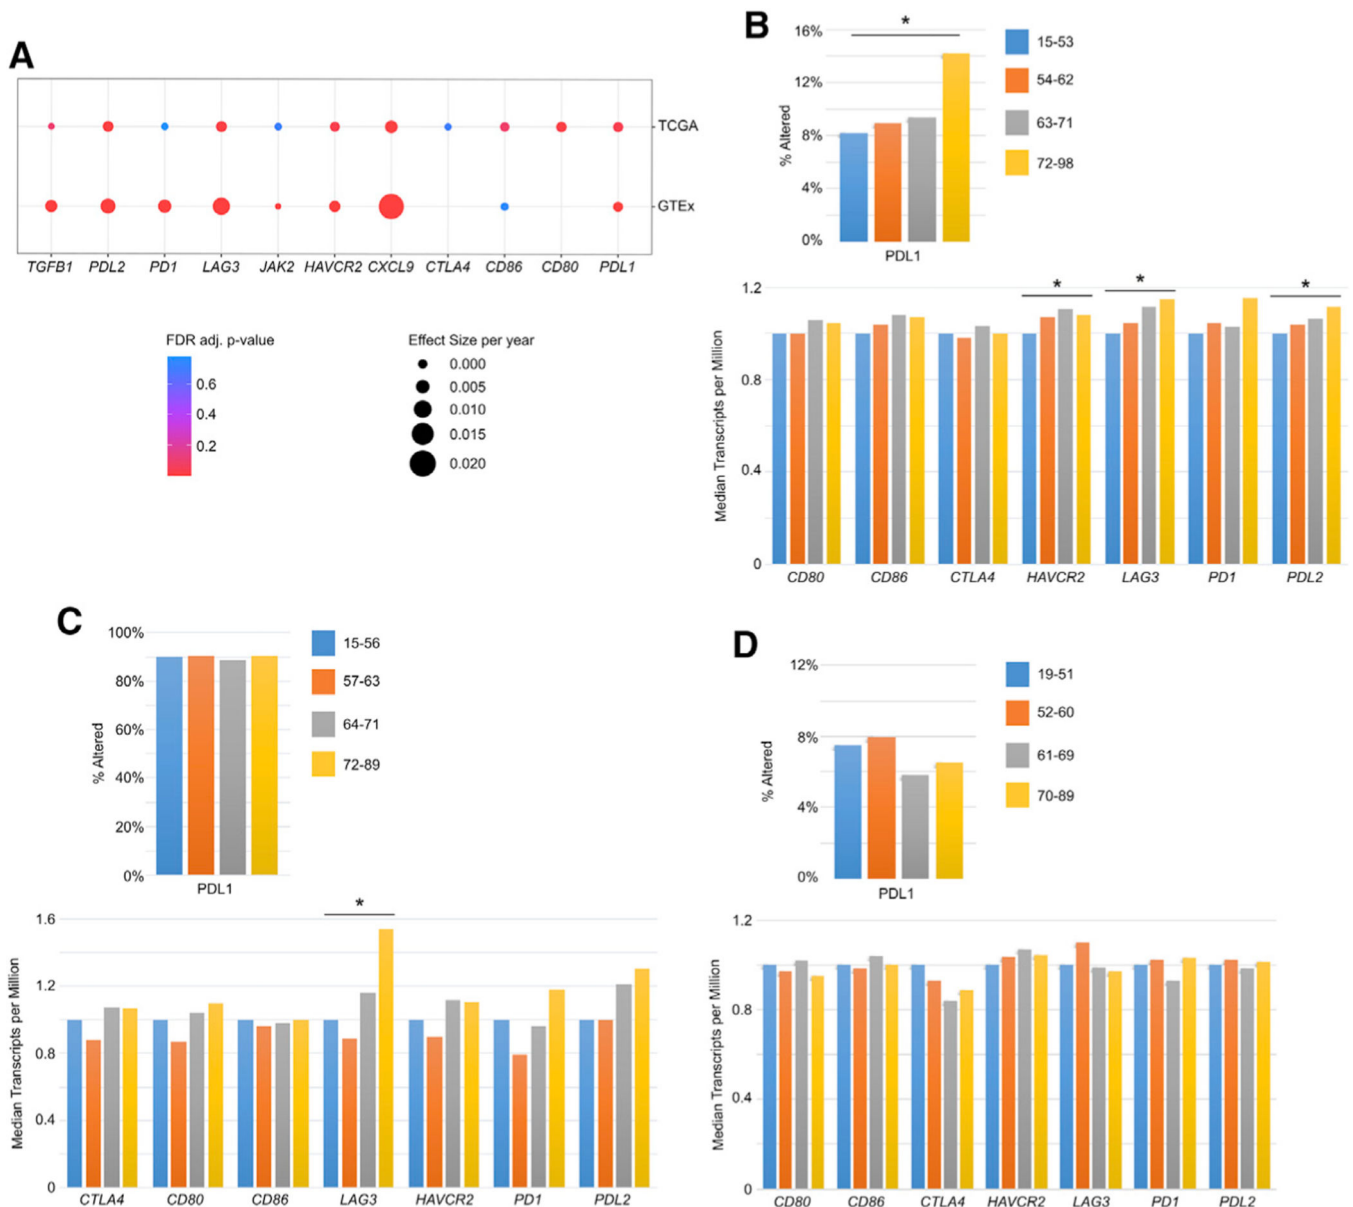 A
TCGA
GTEx
TGFB1 PDL2 PD1 LAG3 JAK2 HAVCR2 CXCL9 CTLA4 CD86 CD80 PDL1
FDR adj. p-value
0.6
0.4
0.2
Effect Size per year
0.000
0.005
0.010
0.015
0.020
B
16%
12%
8%
4%
0%
% Altered
*
PDL1
15-53
54-62
63-71
72-98
1.2
0.8
0.4
0
Median Transcripts per Million
* * *
CD80 CD86 CTLA4 HAVCR2 LAG3 PD1 PDL2
C
100%
80%
60%
40%
20%
0%
% Altered
PDL1
15-56
57-63
64-71
72-89
1.6
1.2
0.8
0.4
0
Median Transcripts per Million
*
CTLA4 CD80 CD86 LAG3 HAVCR2 PD1 PDL2
D
12%
8%
4%
0%
% Altered
PDL1
19-51
52-60
61-69
70-89
1.2
0.8
0.4
0
Median Transcripts per Million
CD80 CD86 CTLA4 HAVCR2 LAG3 PD1 PDL2